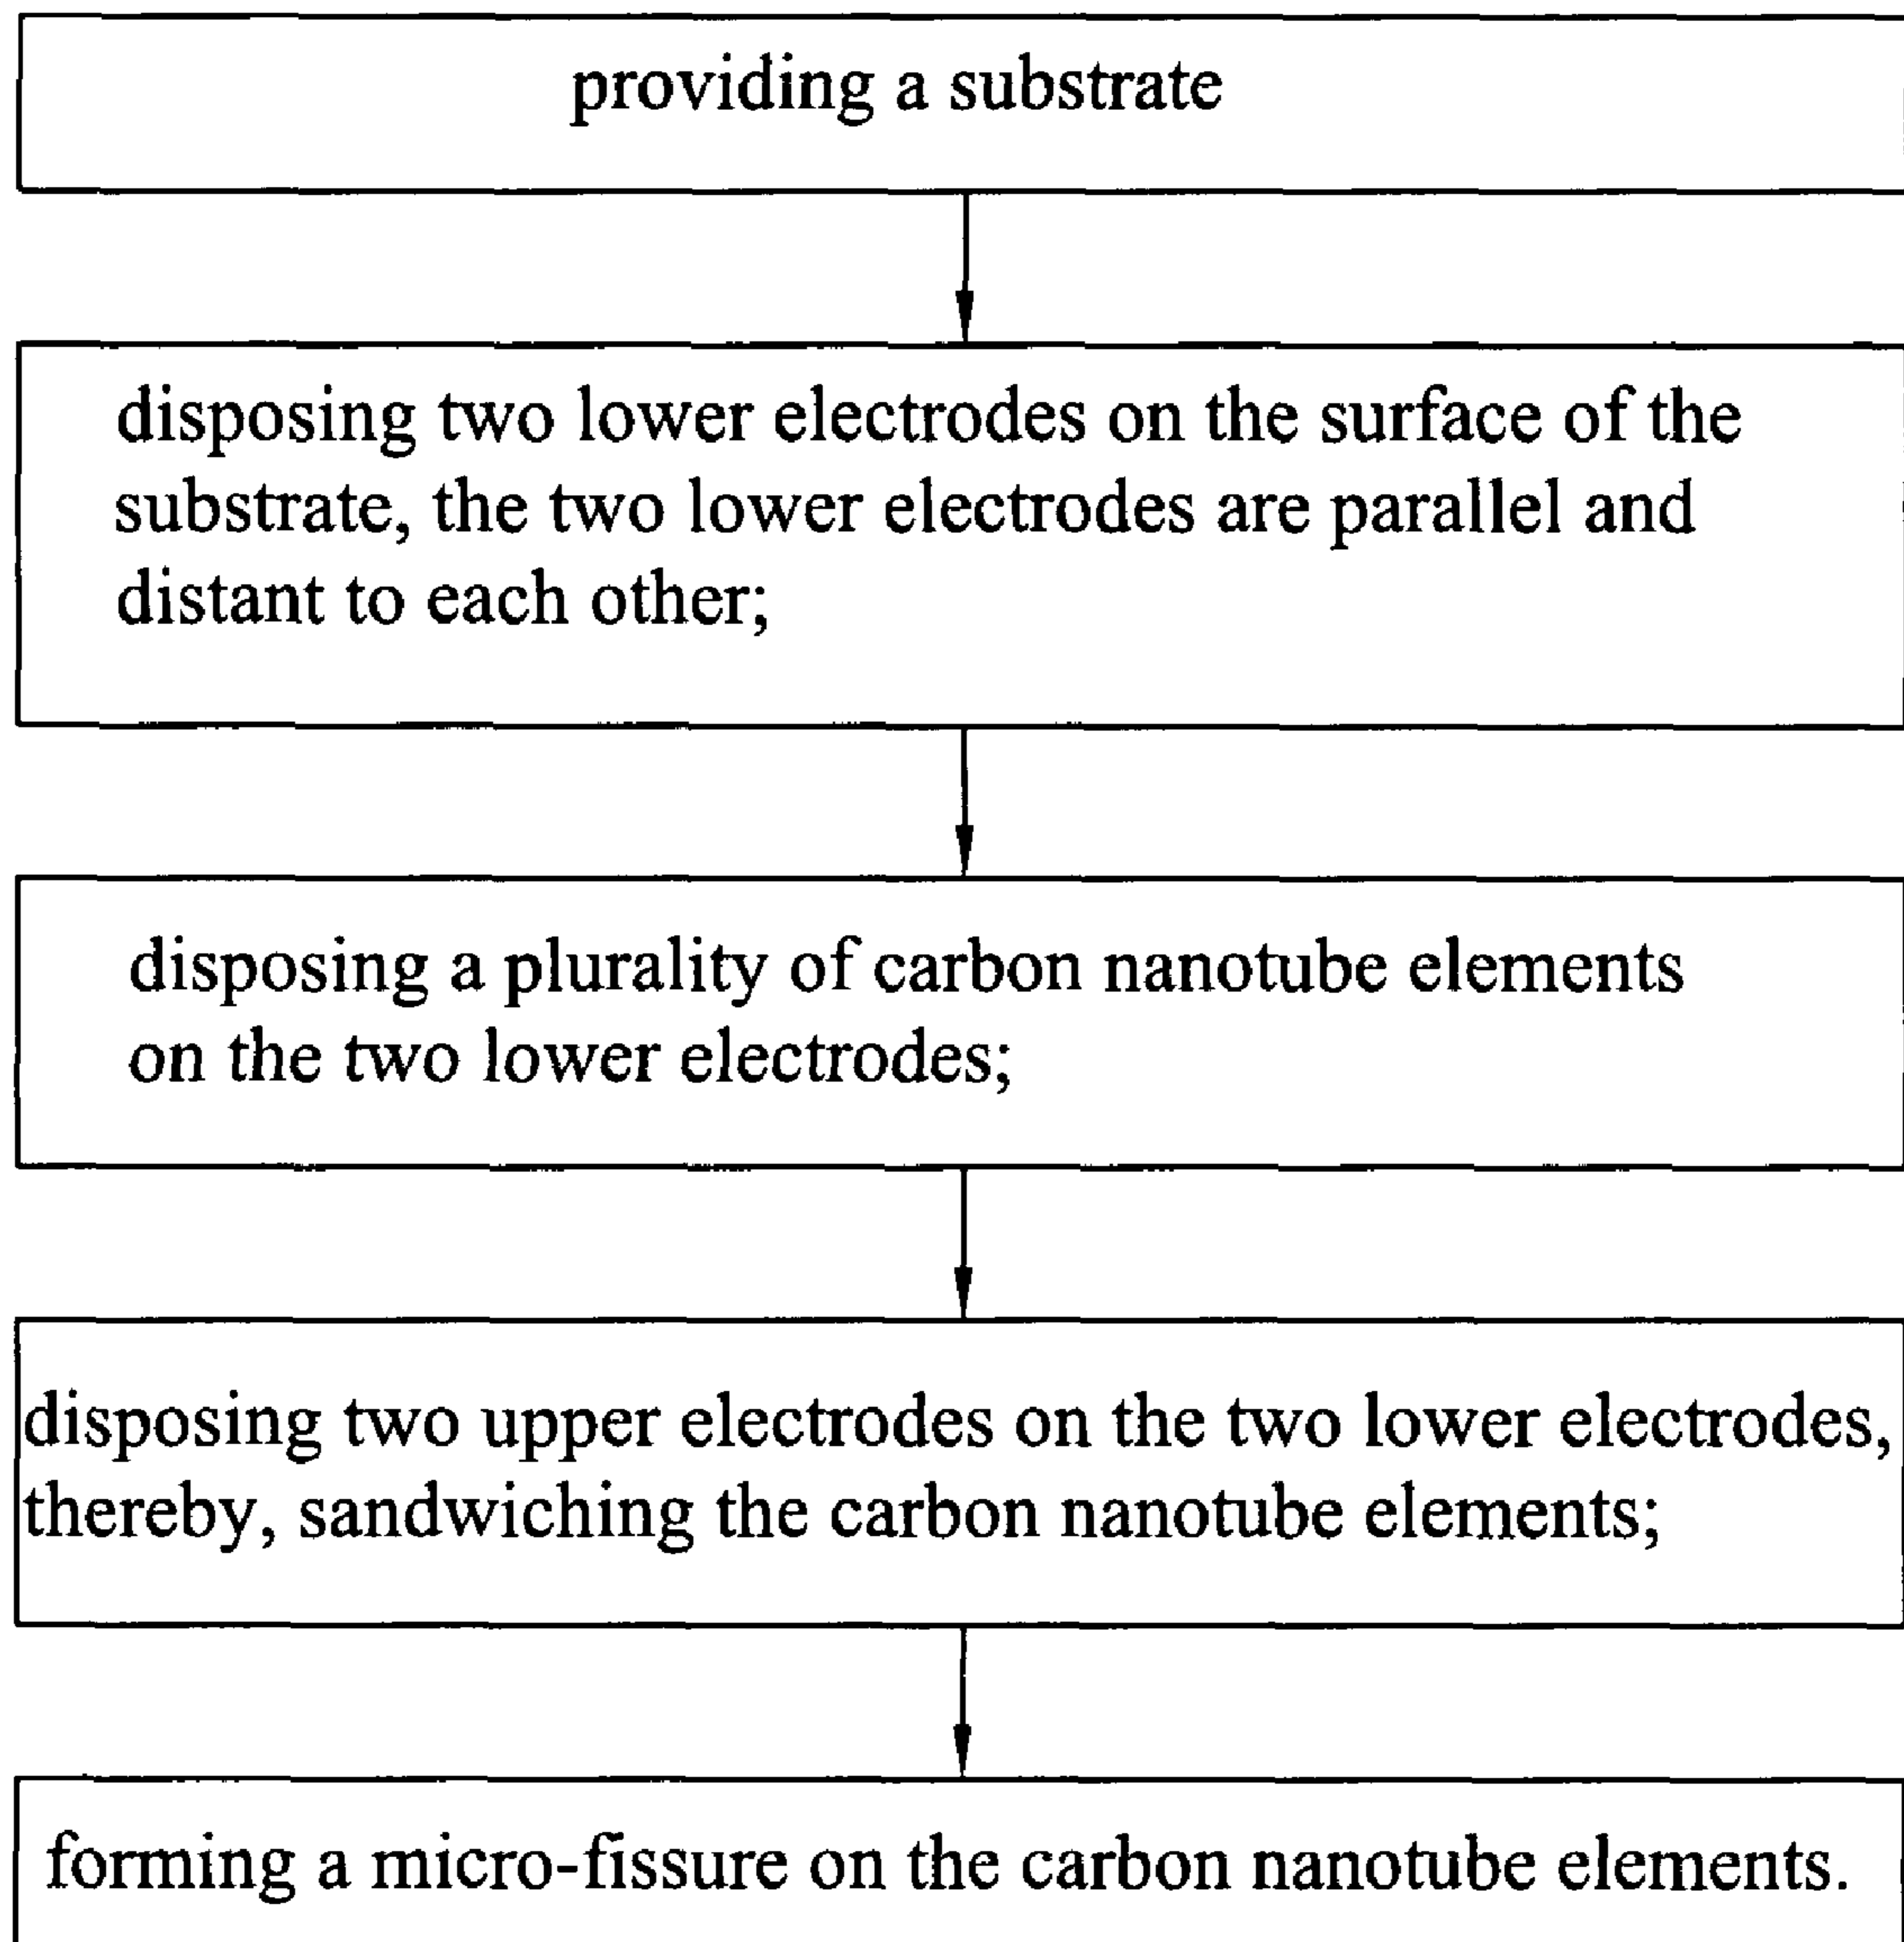 providing a substrate
disposing two lower electrodes on the surface of the
substrate, the two lower electrodes are parallel and
distant to each other;
disposing a plurality of carbon nanotube elements
on the two lower electrodes;
disposing two upper electrodes on the two lower electrodes,
thereby, sandwiching the carbon nanotube elements;
forming a micro-fissure on the carbon nanotube elements.